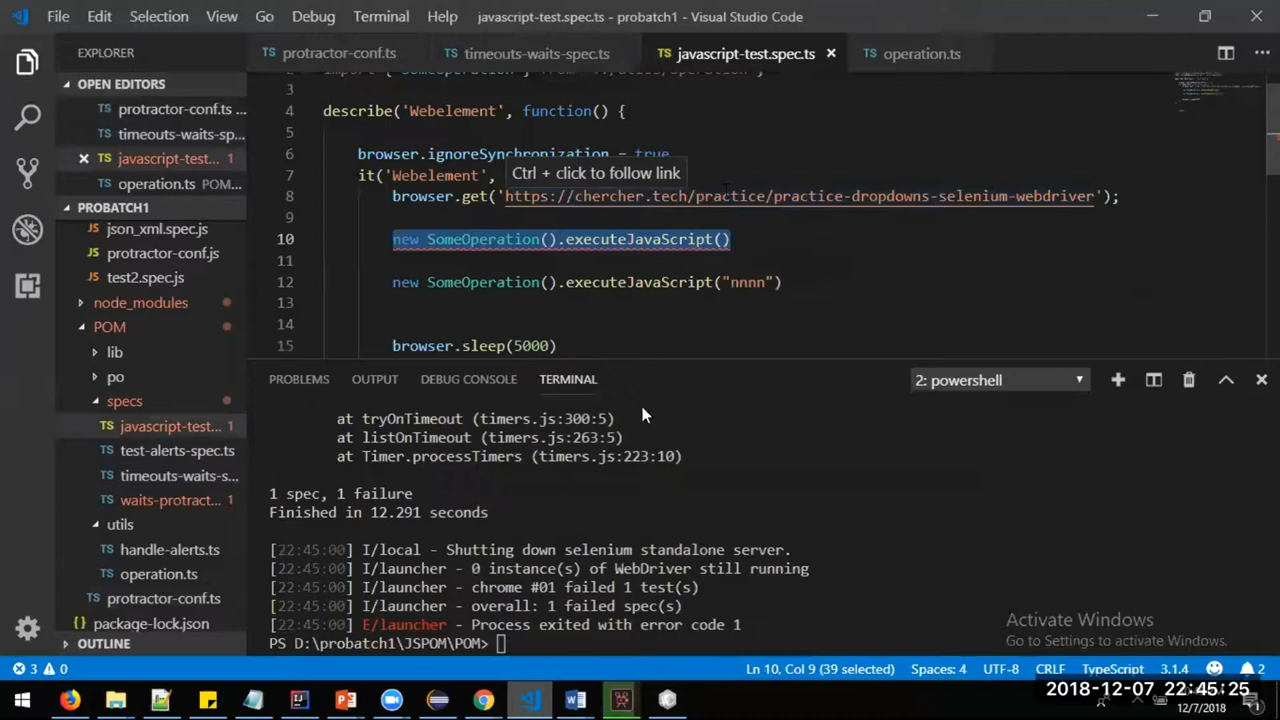 File Edit Selection View Go Debug Terminal Help javascript-test.spec.ts - probatch1 - Visual Studio Code
EXPLORER
TS protractor-conf.ts
TS timeouts-waits-spec.ts
TS javascript-test.spec.ts ×
TS operation.ts
OPEN EDITORS
TS protractor-conf.ts ...
TS timeouts-waits-sp...
× TS javascript-test... 1
TS operation.ts POM...
PROBATCH1
JS json_xml.spec.js
JS protractor-conf.js
JS test2.spec.js
node_modules
POM
lib
po
specs
TS javascript-test... 1
TS test-alerts-spec.ts
TS timeouts-waits-s...
TS waits-protract... 1
utils
TS handle-alerts.ts
TS operation.ts
TS protractor-conf.ts
package-lock.json
OUTLINE
3
4 describe('Webelement', function() {
5
6 browser.ignoreSynchronization = true
Ctrl + click to follow link
7 it('Webelement',
8 browser.get('https://chercher.tech/practice/practice-dropdowns-selenium-webdriver');
9
10 new SomeOperation().executeJavaScript()
11
12 new SomeOperation().executeJavaScript("nnnn")
13
14
15 browser.sleep(5000)
PROBLEMS OUTPUT DEBUG CONSOLE TERMINAL 2: powershell
at tryOnTimeout (timers.js:300:5)
at listOnTimeout (timers.js:263:5)
at Timer.processTimers (timers.js:223:10)
1 spec, 1 failure
Finished in 12.291 seconds
[22:45:00] I/local - Shutting down selenium standalone server.
[22:45:00] I/launcher - 0 instance(s) of WebDriver still running
[22:45:00] I/launcher - chrome #01 failed 1 test(s)
[22:45:00] I/launcher - overall: 1 failed spec(s)
[22:45:00] E/launcher - Process exited with error code 1
PS D:\probatch1\JSPOM\POM>
Activate Windows
Go to Settings to activate Windows.
3 0 Ln 10, Col 9 (39 selected) Spaces: 4 UTF-8 CRLF TypeScript 3.1.4 2
2018-12-07 22:45:25
12/7/2018